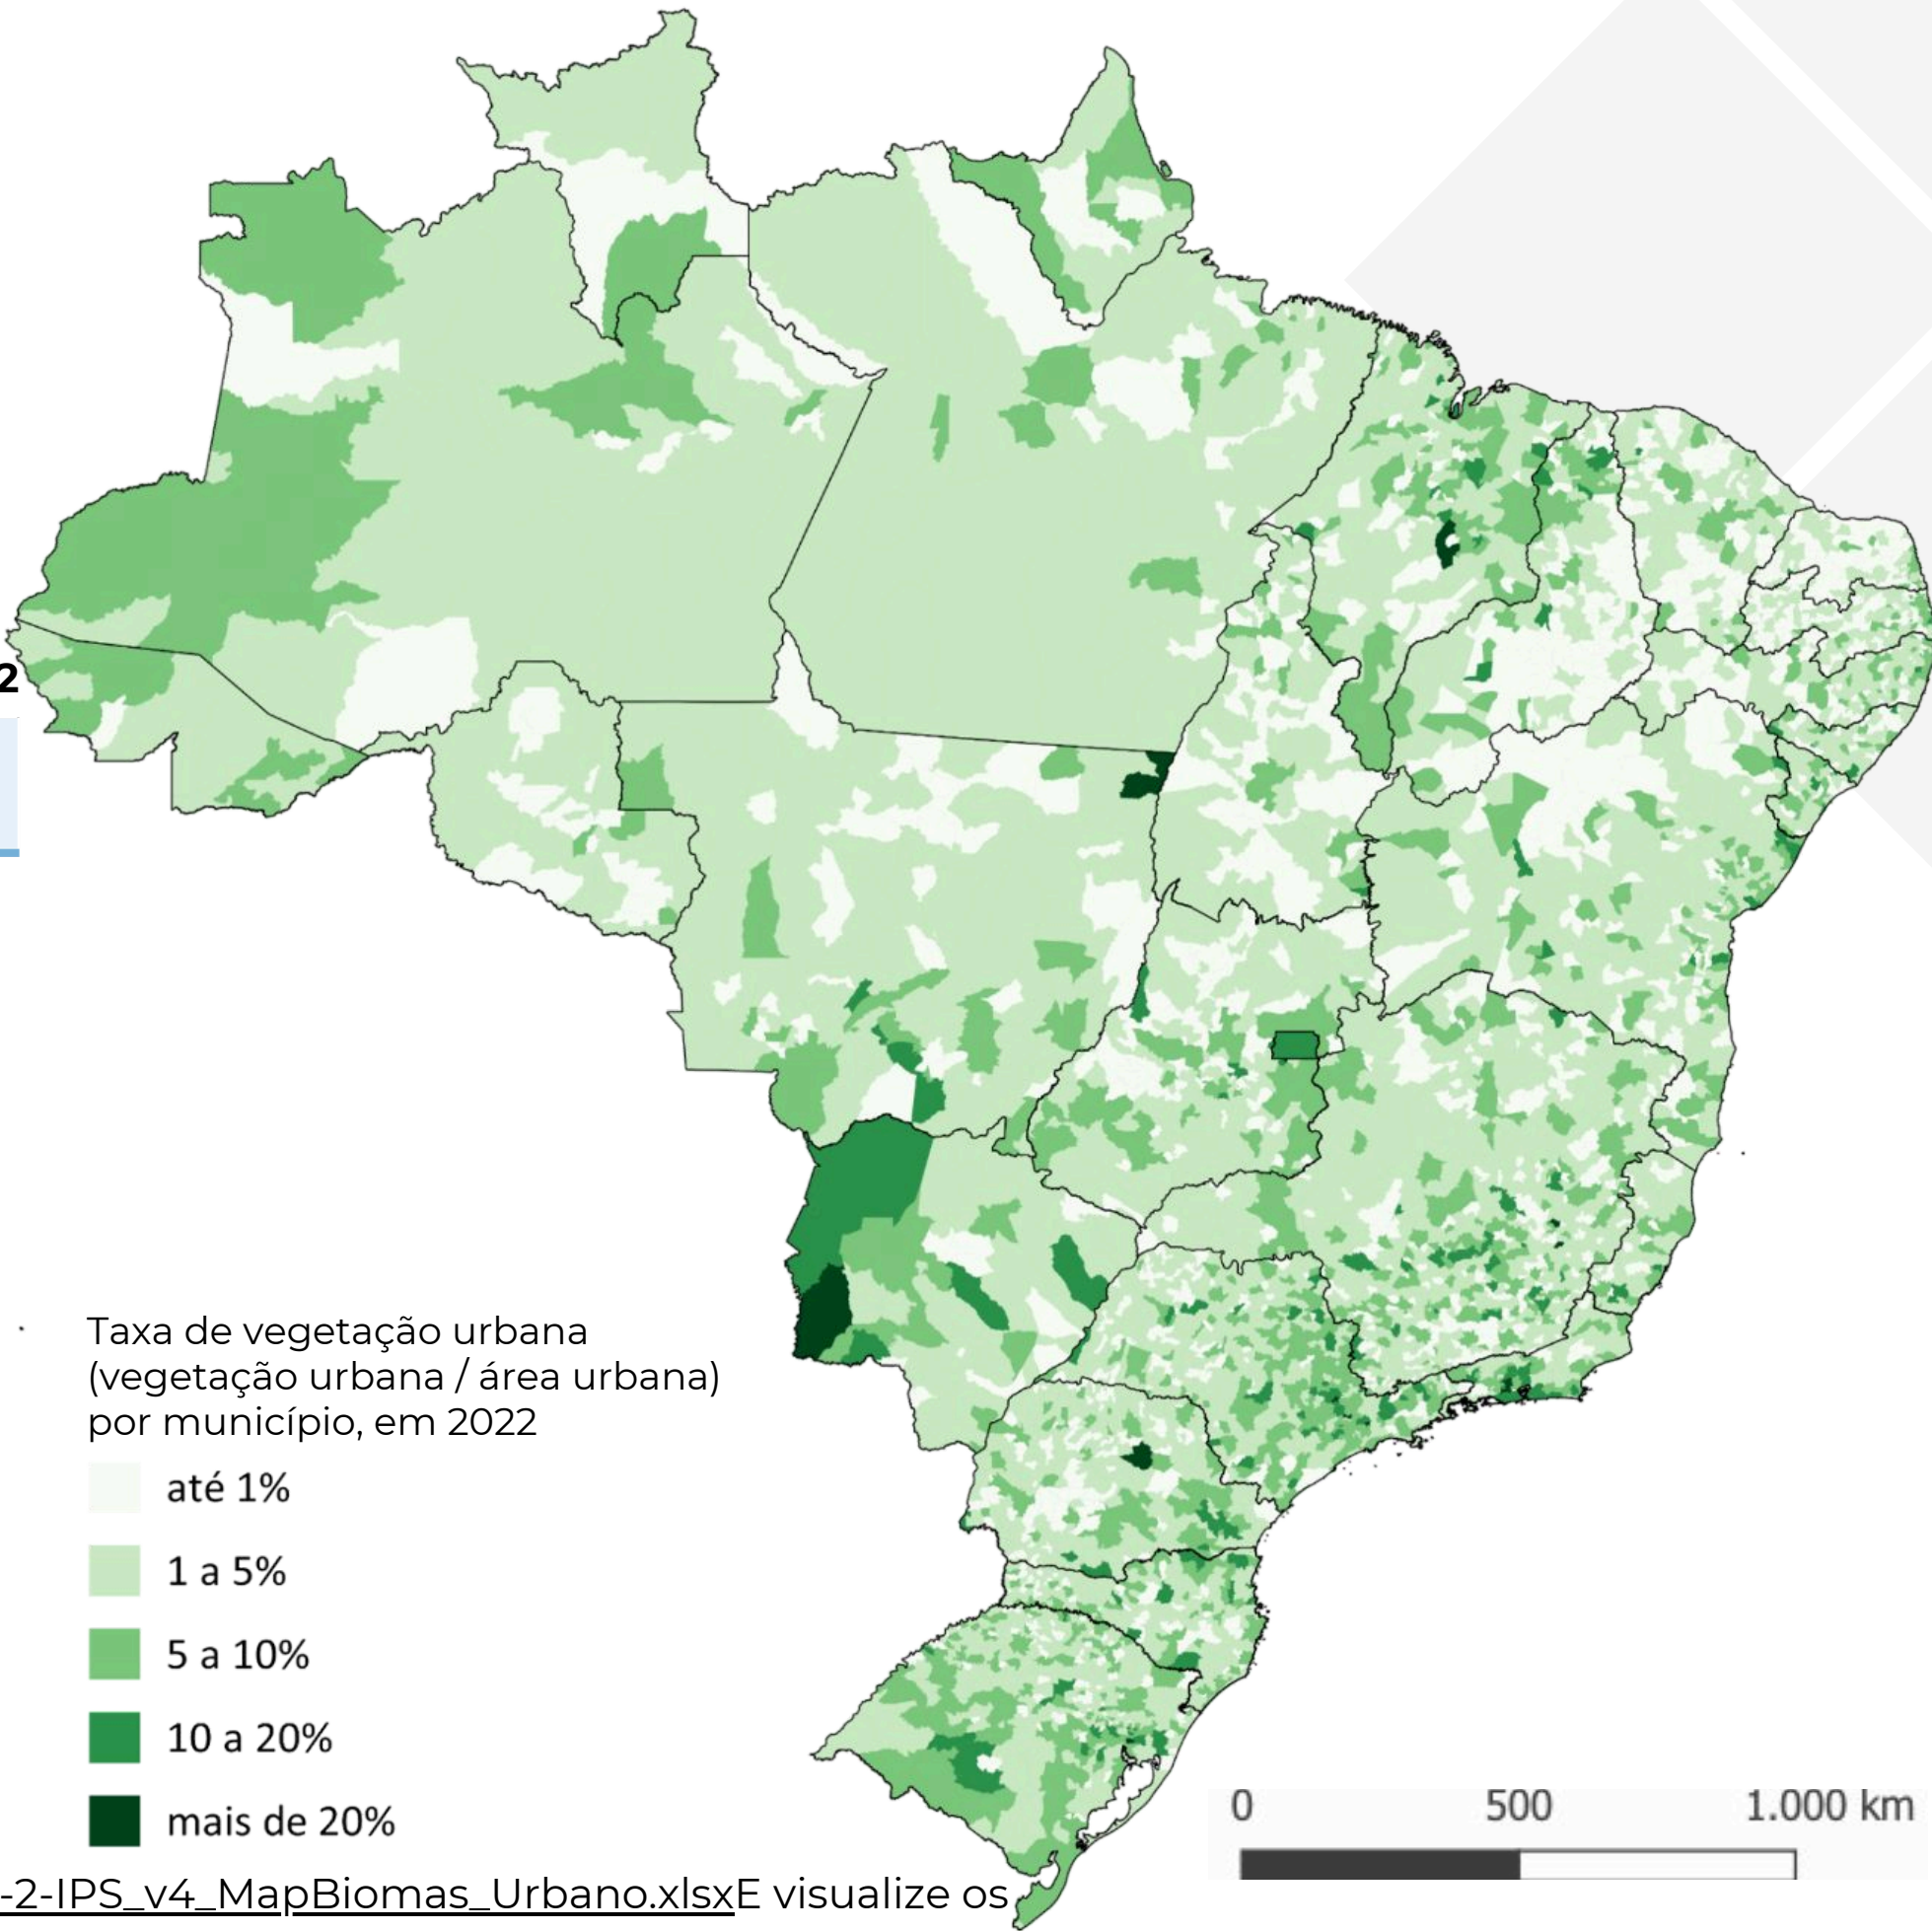 2
Taxa de vegetação urbana
(vegetação urbana / área urbana)
por município, em 2022
até 1%
1 a 5%
5 a 10%
10 a 20%
mais de 20%
0 500 1.000 km
-2-IPS_v4_MapBiomas_Urbano.xlsxE visualize os